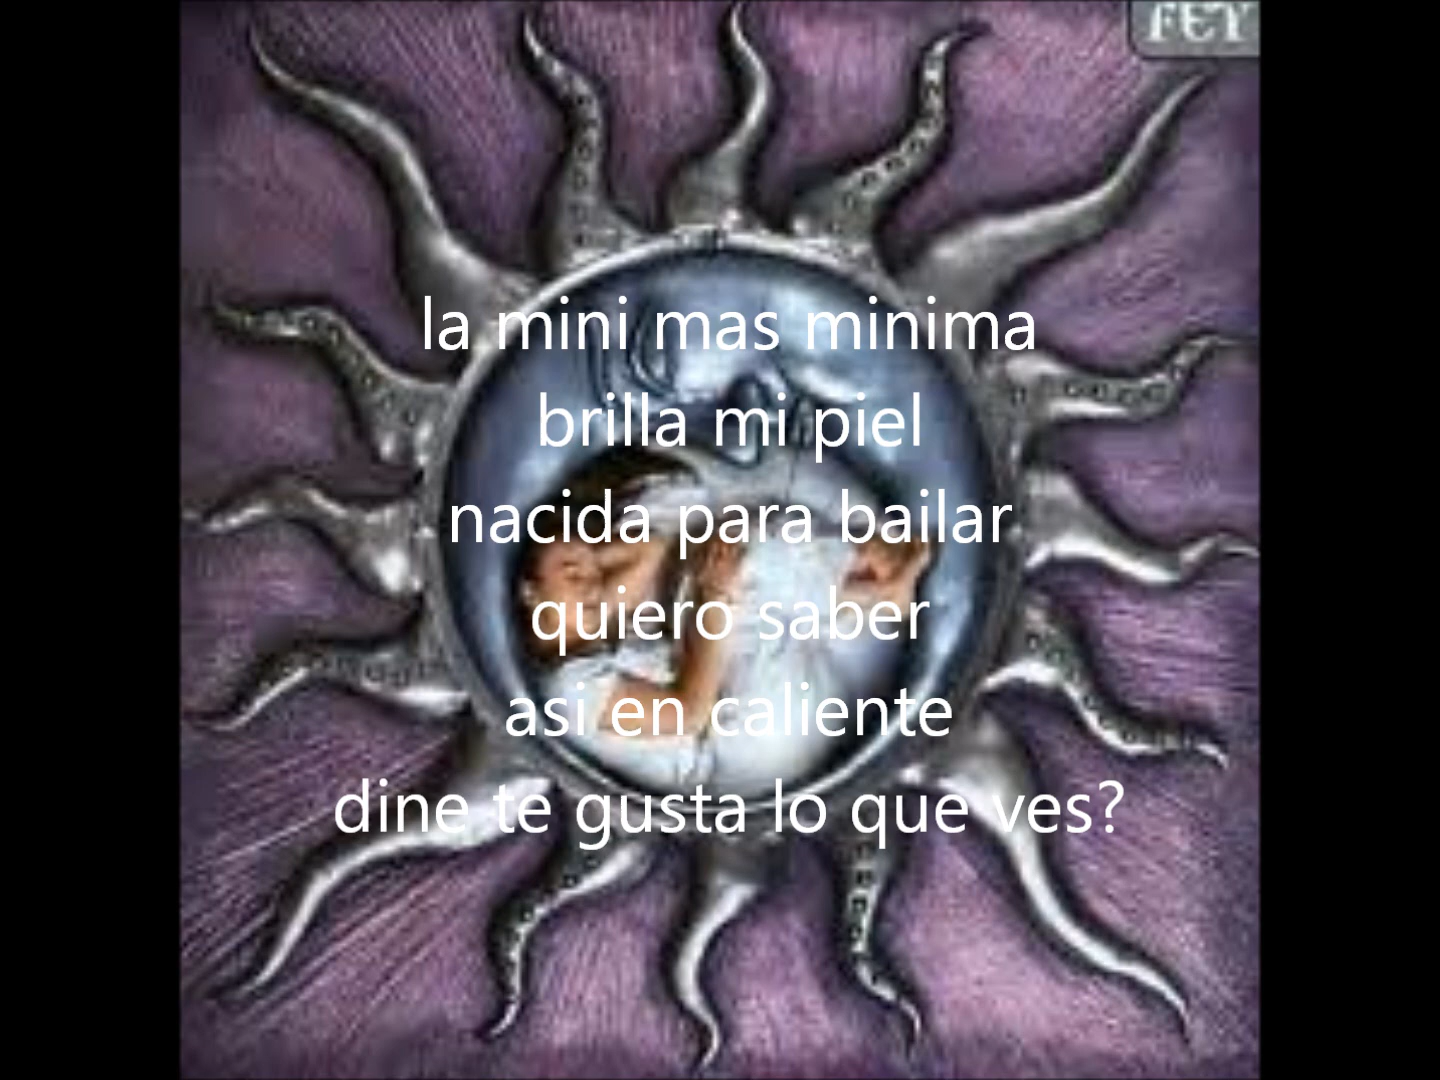 FEY
la mini mas minima
brilla mi piel
nacida para bailar
quiero saber
asi en caliente
dine te gusta lo que ves?